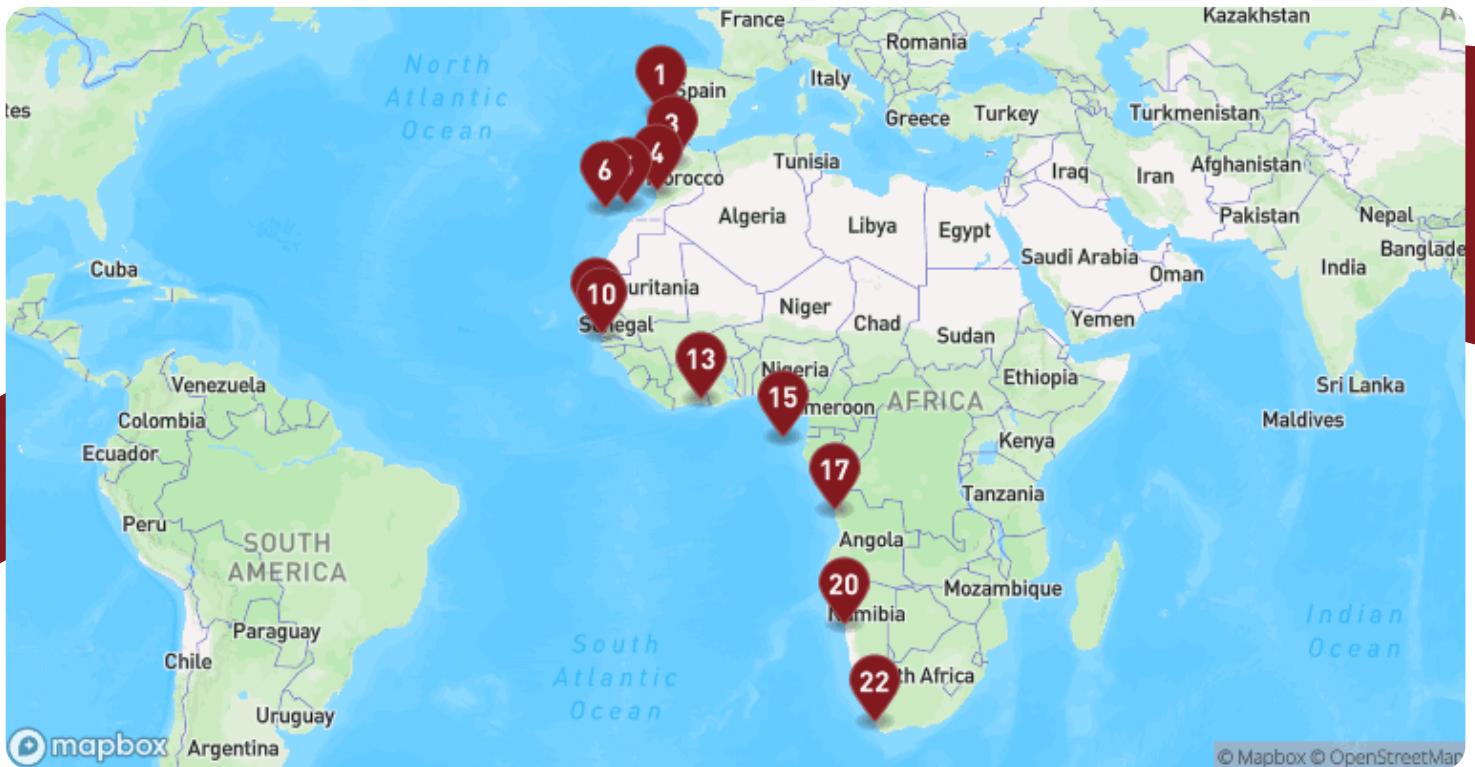 France
Kazakhstan
Romania
North
Atlantic
Ocean
1
Spain
Italy
tes
Greece
Turkey
Turkmenistan
3
4
Tunisia
Afghanistan
6
Morocco
Iraq
Iran
Algeria
Libya
Egypt
Pakistan
Nepal
Banglade
Saudi Arabia
Cuba
India
Oman
10
uritania
Niger
Senegal
Chad
Sudan
Yemen
13
Nigeria
Ethiopia
Venezuela
Sri Lanka
15
meroon
AFRICA
Colombia
Maldives
Kenya
Ecuador
17
Tanzania
Peru
Angola
SOUTH
AMERICA
20
Mozambique
Namibia
Indian
Ocean
Paraguay
South
Atlantic
Ocean
Chile
22
th Africa
Uruguay
mapbox
Argentina
© Mapbox © OpenStreetMap